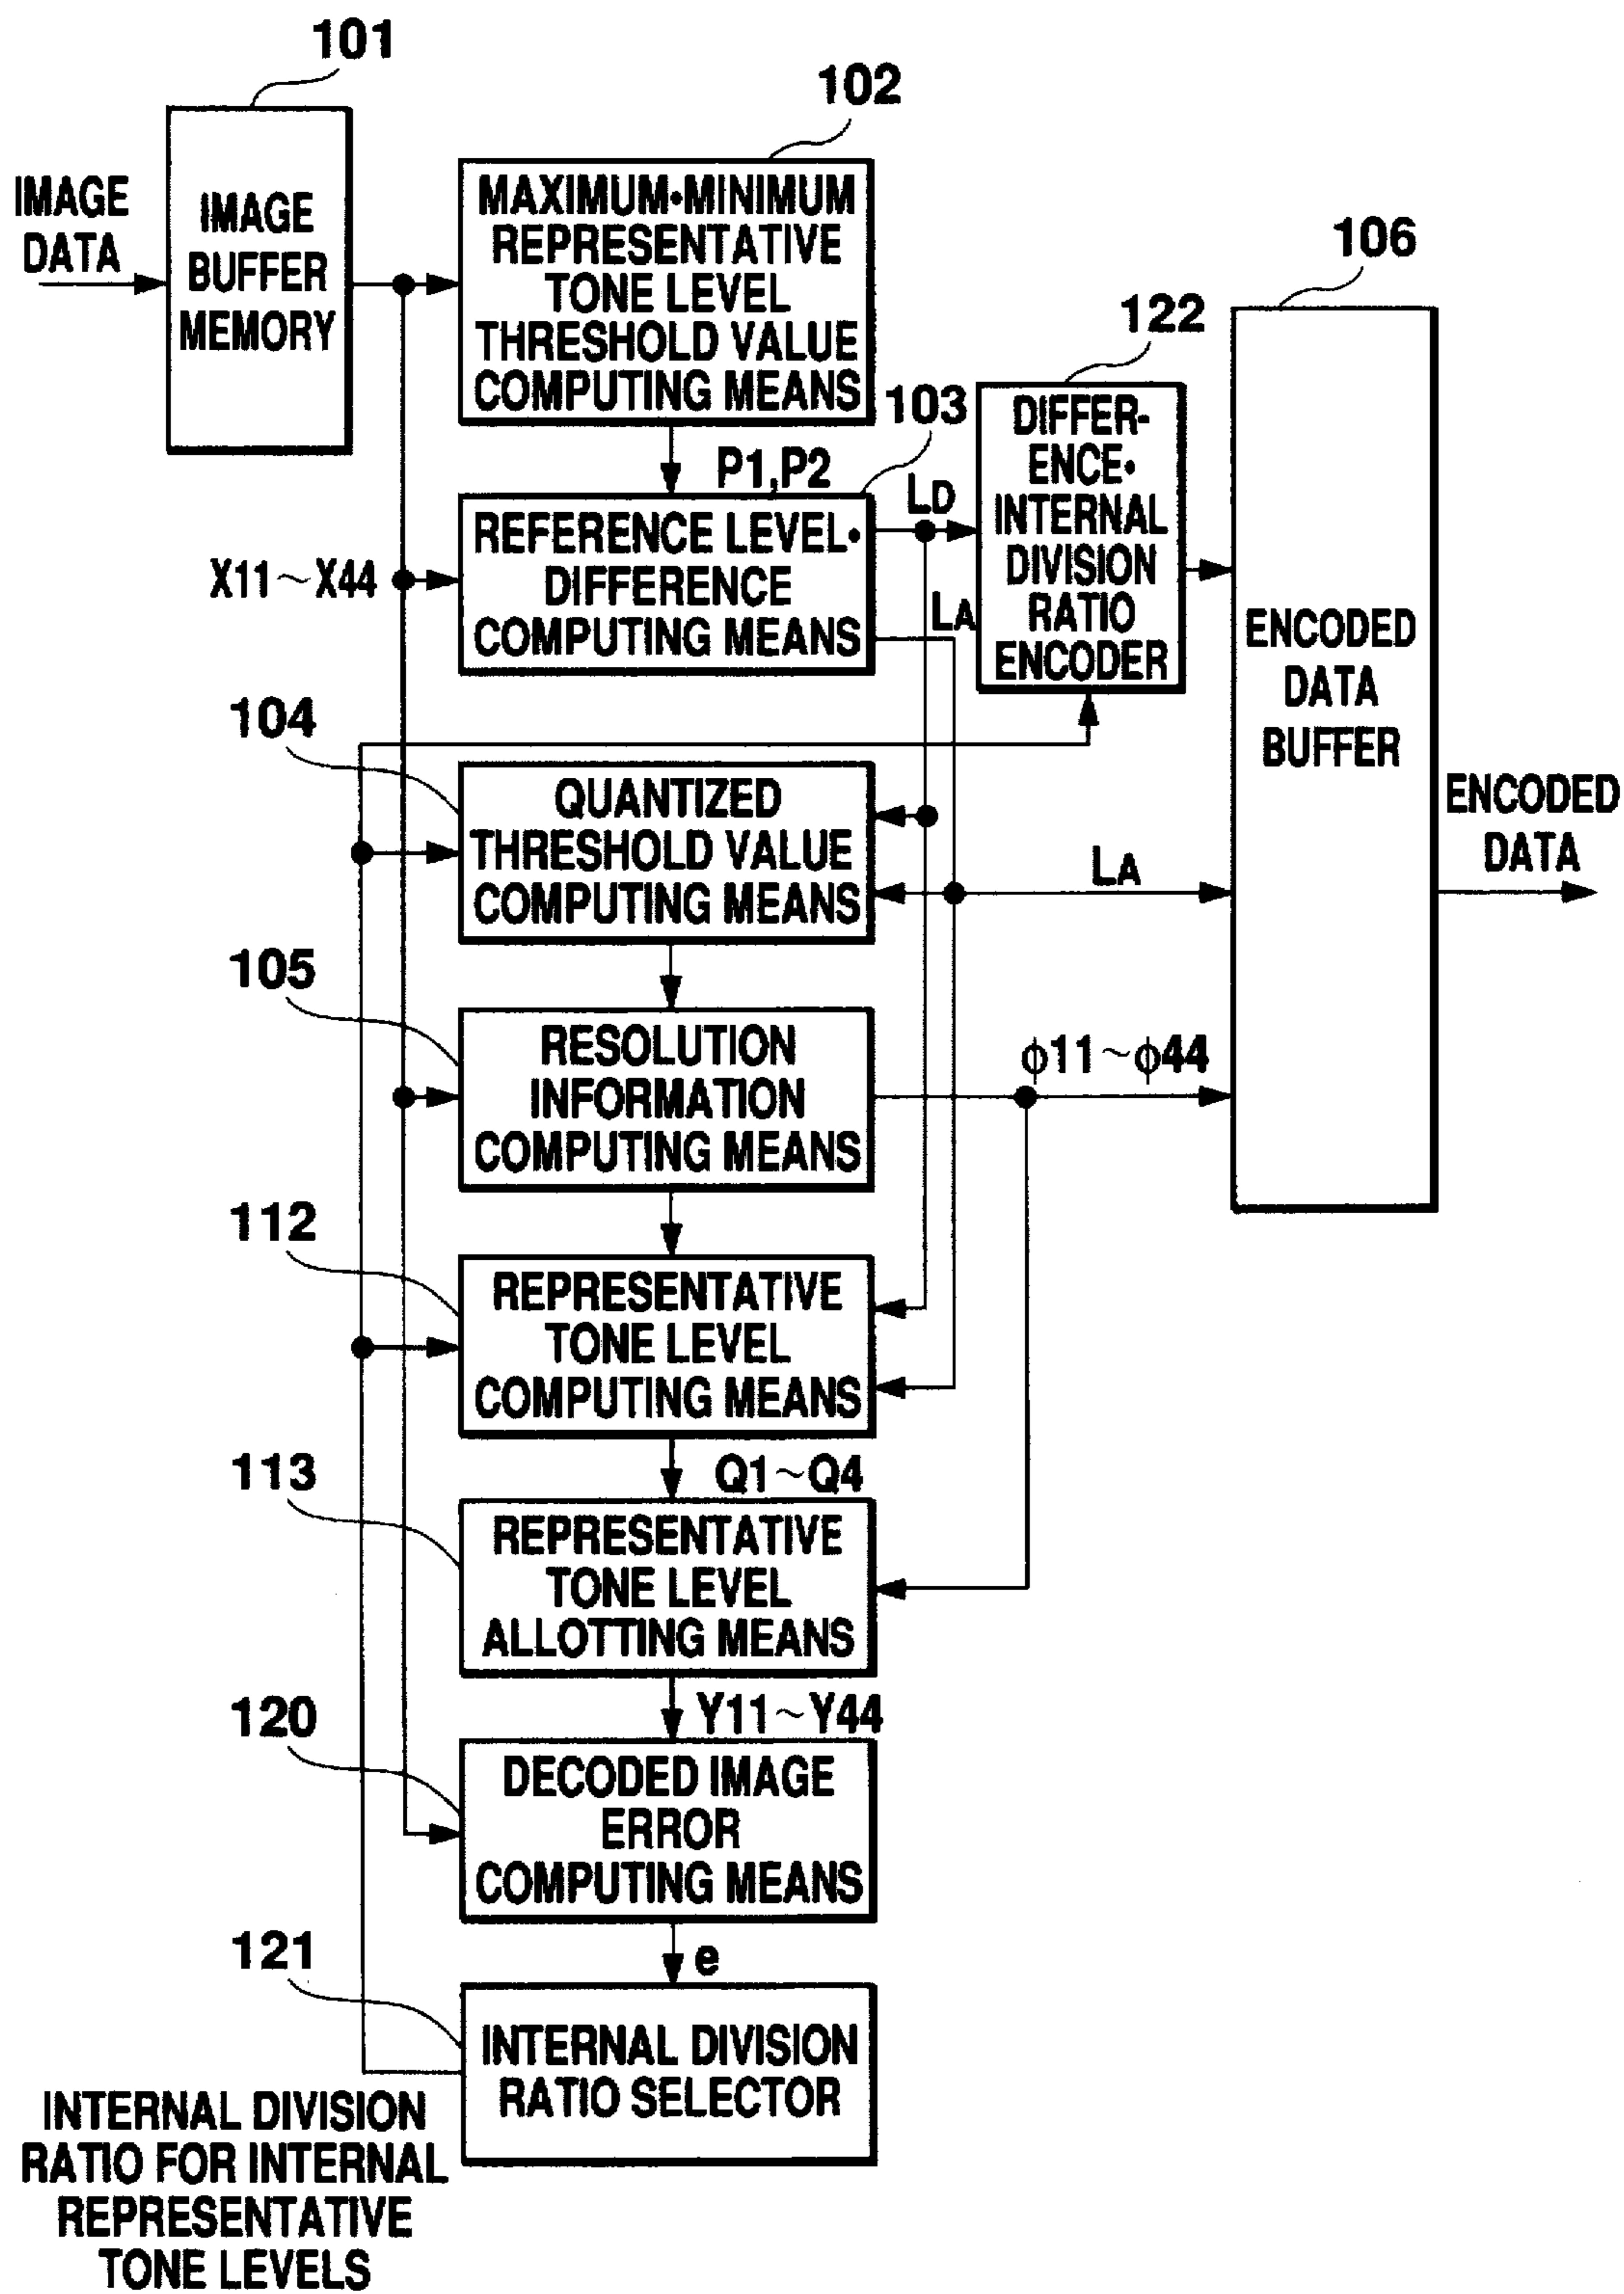 101
102
IMAGE
DATA
IMAGE
BUFFER
MEMORY
MAXIMUM•MINIMUM
REPRESENTATIVE
TONE LEVEL
THRESHOLD VALUE
COMPUTING MEANS
106
122
103
P1,P2
LD
DIFFER-
ENCE•
INTERNAL
DIVISION
RATIO
ENCODER
X11~X44
REFERENCE LEVEL•
DIFFERENCE
COMPUTING MEANS
LA
ENCODED
DATA
BUFFER
104
QUANTIZED
THRESHOLD VALUE
COMPUTING MEANS
LA
ENCODED
DATA
105
RESOLUTION
INFORMATION
COMPUTING MEANS
ϕ11~ϕ44
112
REPRESENTATIVE
TONE LEVEL
COMPUTING MEANS
113
Q1~Q4
REPRESENTATIVE
TONE LEVEL
ALLOTTING MEANS
120
Y11~Y44
DECODED IMAGE
ERROR
COMPUTING MEANS
121
e
INTERNAL DIVISION
RATIO SELECTOR
INTERNAL DIVISION
RATIO FOR INTERNAL
REPRESENTATIVE
TONE LEVELS